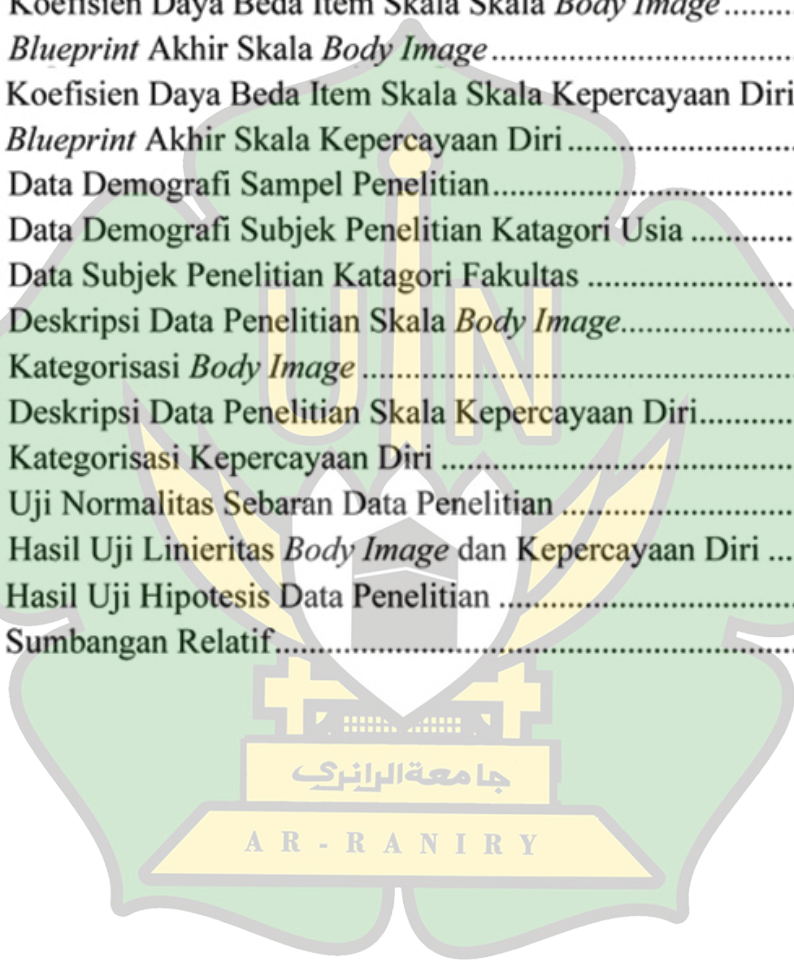 Koefisien Daya Beda Item Skala Skala Body Image..........
Blueprint Akhir Skala Body Image....................................
Koefisien Daya Beda Item Skala Skala Kepercayaan Diri
Blueprint Akhir Skala Kepercayaan Diri..........................
Data Demografi Sampel Penelitian...................................
Data Demografi Subjek Penelitian Katagori Usia ............
Data Subjek Penelitian Katagori Fakultas ........................
Deskripsi Data Penelitian Skala Body Image....................
Kategorisasi Body Image .................................................
Deskripsi Data Penelitian Skala Kepercayaan Diri...........
Kategorisasi Kepercayaan Diri ........................................
Uji Normalitas Sebaran Data Penelitian ...........................
Hasil Uji Linieritas Body Image dan Kepercayaan Diri ...
Hasil Uji Hipotesis Data Penelitian ..................................
Sumbangan Relatif...........................................................
UIN
جامعةالرانري
AR-RANIRY